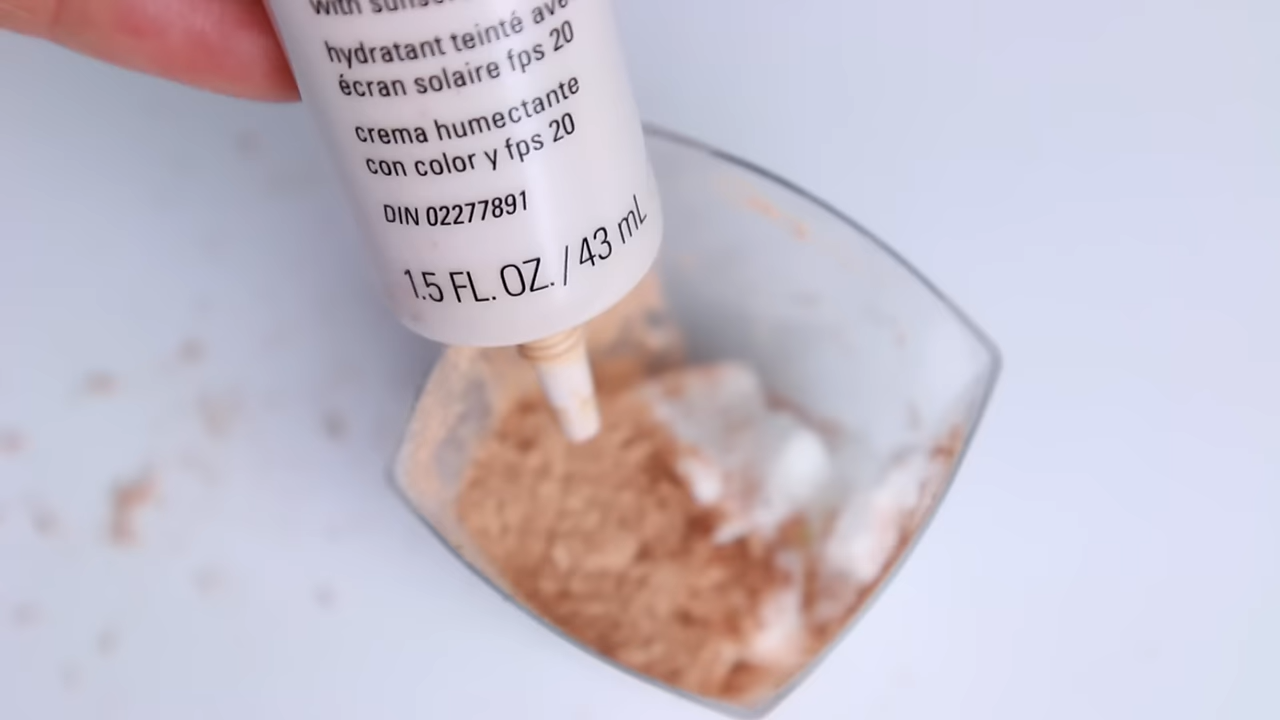 with
hydratant teinté
écran solaire fps 20
crema humectante
con color y fps 20
DIN 02277891
1.5 FL. OZ. / 43 mL